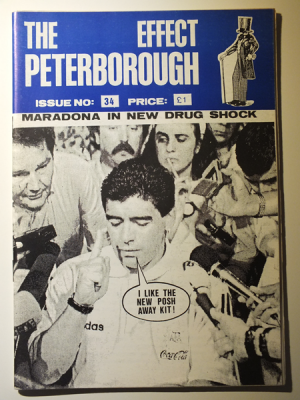 THE EFFECT
PETERBOROUGH
ISSUE NO: 34 PRICE: £1
MARADONA IN NEW DRUG SHOCK
I LIKE THE
NEW POSH
AWAY KIT!
adidas
Coca-Cola